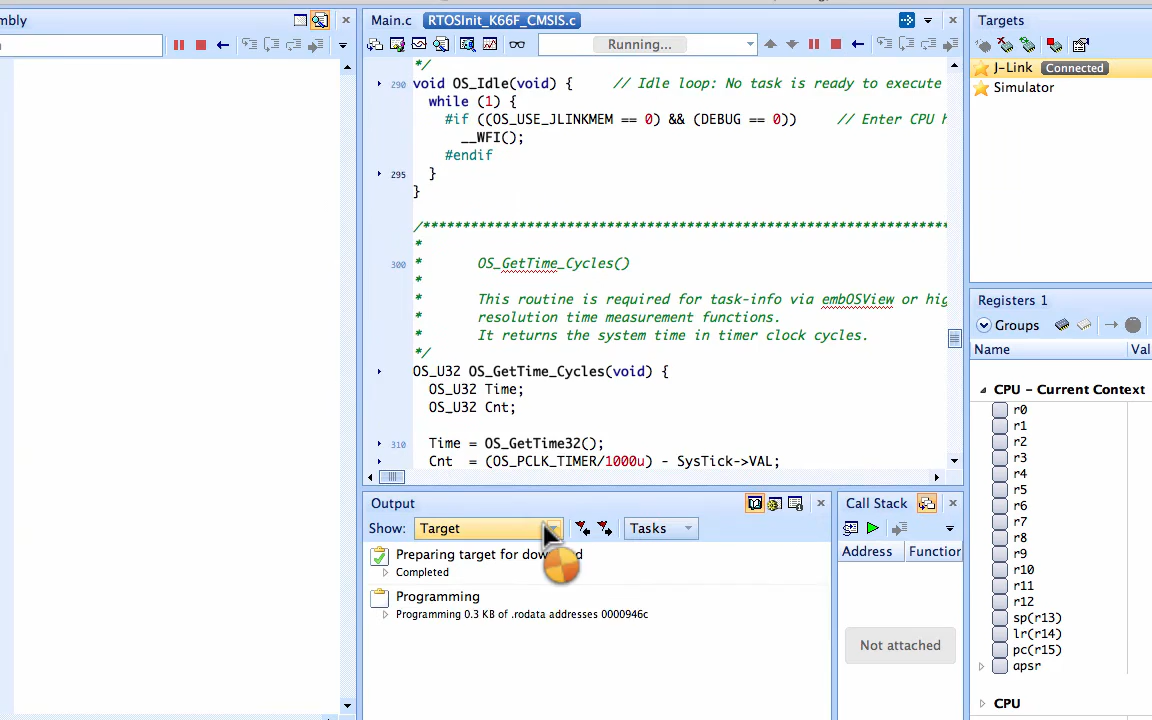 mbly
Main.c
RTOSInit_K66F_CMSIS.c
Running...
*/
290 void OS_Idle(void) { // Idle loop: No task is ready to execute
while (1) {
#if ((OS_USE_JLINKMEM == 0) && (DEBUG == 0)) // Enter CPU h
__WFI();
#endif
295 }
}
/***********************************************************************
*
300 * OS_GetTime_Cycles()
*
* This routine is required for task-info via embOSView or hig
* resolution time measurement functions.
* It returns the system time in timer clock cycles.
*/
OS_U32 OS_GetTime_Cycles(void) {
OS_U32 Time;
OS_U32 Cnt;
310 Time = OS_GetTime32();
Cnt = (OS_PCLK_TIMER/1000u) - SysTick->VAL;
Output
Show: Target Tasks
Preparing target for dow d
Completed
Programming
Programming 0.3 KB of .rodata addresses 0000946c
Call Stack
Address Function
Not attached
Targets
J-Link Connected
Simulator
Registers 1
Groups
Name Val
CPU – Current Context
r0
r1
r2
r3
r4
r5
r6
r7
r8
r9
r10
r11
r12
sp(r13)
lr(r14)
pc(r15)
apsr
CPU